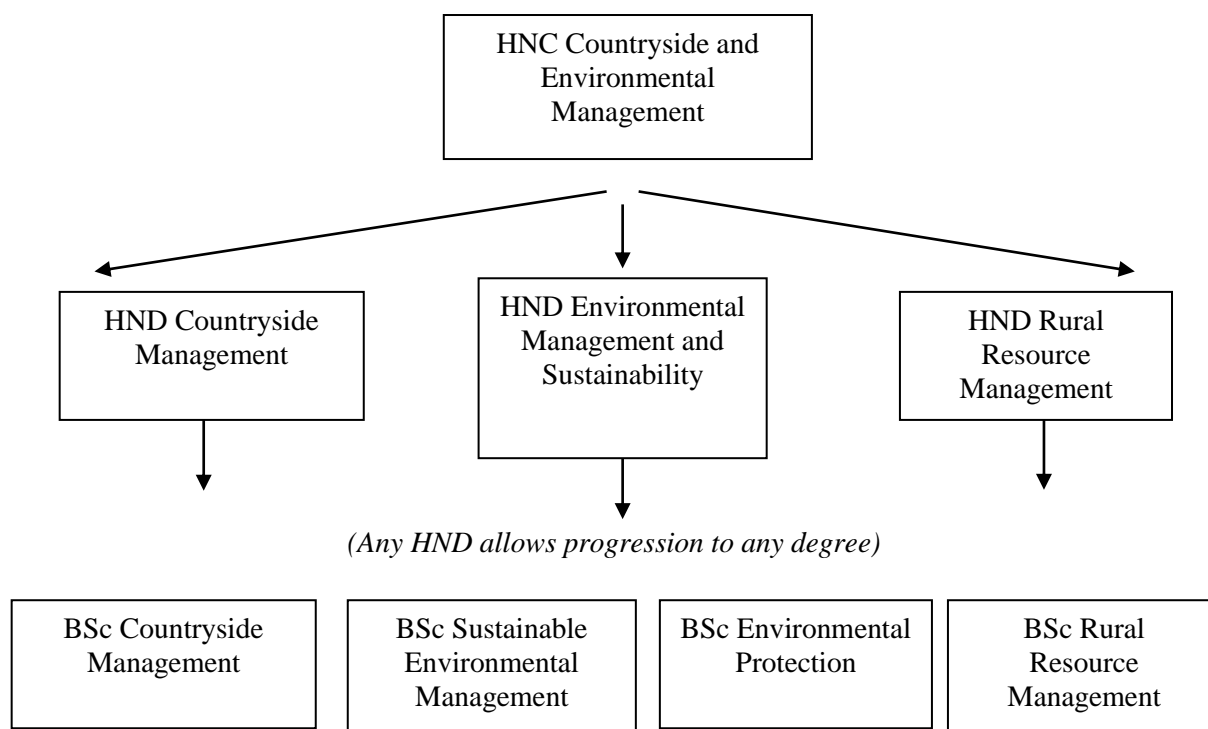 HNC Countryside and
Environmental
Management
HND Countryside
Management
HND Environmental
Management and
Sustainability
HND Rural
Resource
Management
(Any HND allows progression to any degree)
BSc Countryside
Management
BSc Sustainable
Environmental
Management
BSc Environmental
Protection
BSc Rural
Resource
Management